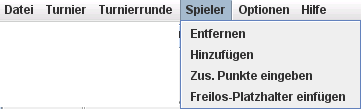 Datei Turnier Turnierrunde Spieler Optionen Hilfe
Entfernen
Hinzufügen
Zus. Punkte eingeben
Freilos-Platzhalter einfügen